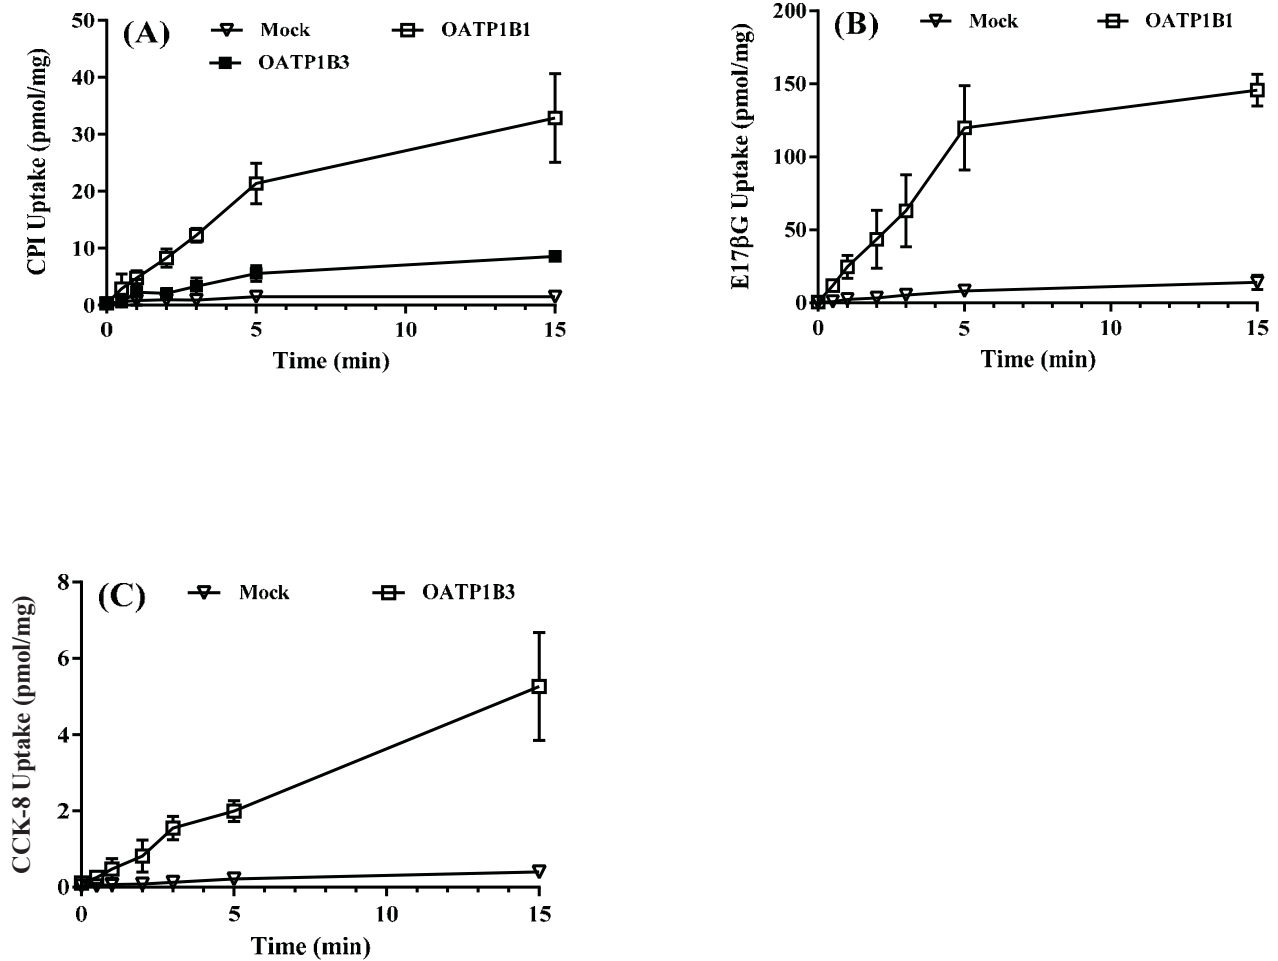 (A) Mock OATP1B1
OATP1B3
CPI Uptake (pmol/mg)
50
40
30
20
10
0
0 5 10 15
Time (min)
(B) Mock OATP1B1
E17βG Uptake (pmol/mg)
200
150
100
50
0
0 5 10 15
Time (min)
(C) Mock OATP1B3
CCK-8 Uptake (pmol/mg)
8
6
4
2
0
0 5 10 15
Time (min)